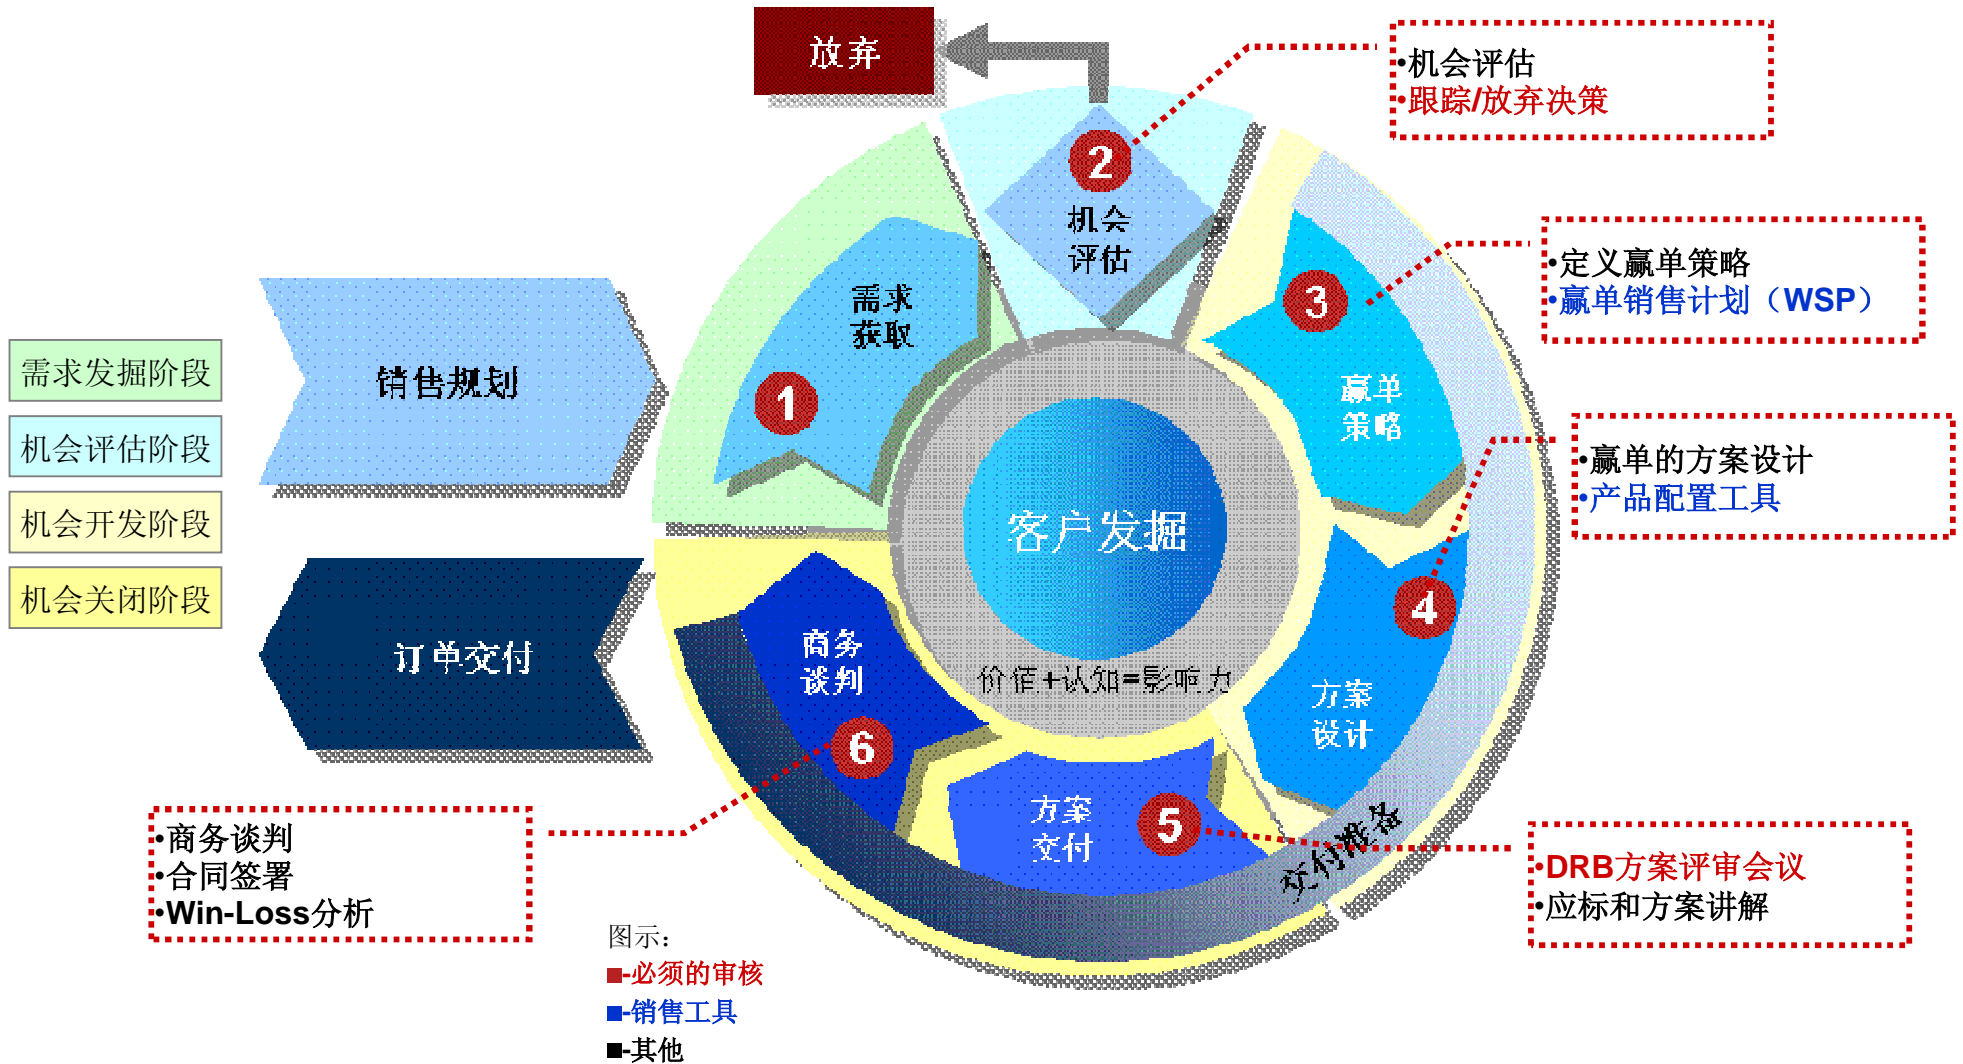 放弃
•机会评估
•跟踪/放弃决策
2
机会
评估
•定义赢单策略
•赢单销售计划（WSP）
3
需求
获取
1
销售规划
需求发掘阶段
机会评估阶段
机会开发阶段
机会关闭阶段
赢单
策略
•赢单的方案设计
•产品配置工具
4
客户发掘
价值+认知=影响力
订单交付
商务
谈判
6
方案
设计
方案
交付
5
交付准备
•商务谈判
•合同签署
•Win-Loss分析
•DRB方案评审会议
•应标和方案讲解
图示：
■-必须的审核
■-销售工具
■-其他